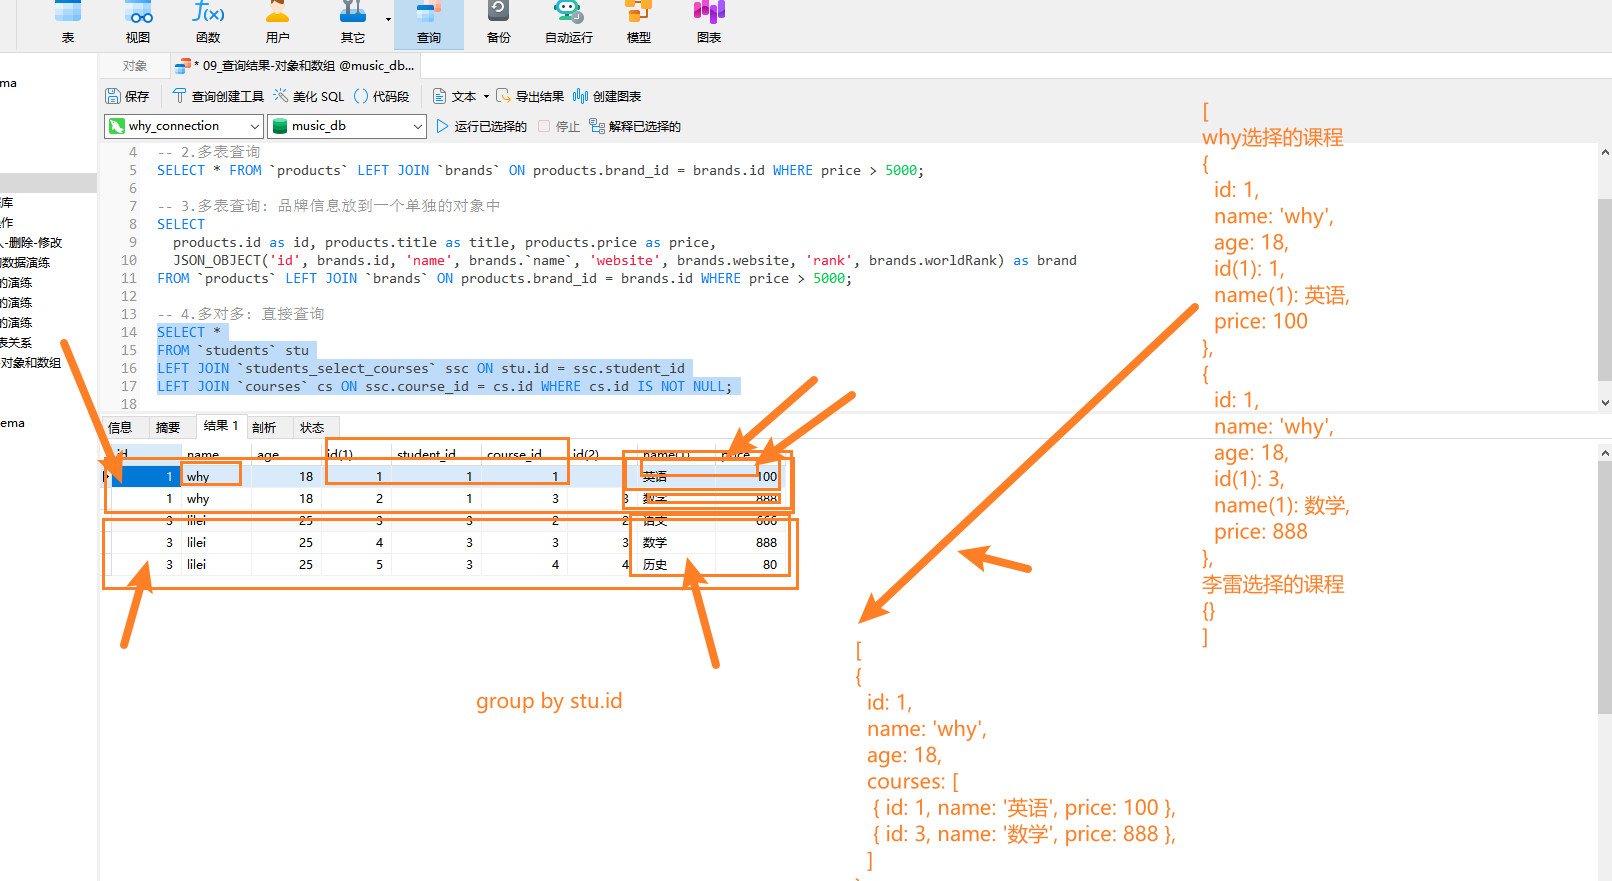 表 视图 函数 用户 其它 查询 备份 自动运行 模型 图表
对象 * 09_查询结果-对象和数组 @music_db...
保存 查询创建工具 美化 SQL () 代码段 文本 导出结果 创建图表
why_connection music_db 运行已选择的 停止 解释已选择的
ma
库
作
入-删除-修改
的数据演练
的演练
的演练
的演练
表关系
对象和数组
ema
4 -- 2.多表查询
5 SELECT * FROM `products` LEFT JOIN `brands` ON products.brand_id = brands.id WHERE price > 5000;
6
7 -- 3.多表查询: 品牌信息放到一个单独的对象中
8 SELECT
9 products.id as id, products.title as title, products.price as price,
10 JSON_OBJECT('id', brands.id, 'name', brands.`name`, 'website', brands.website, 'rank', brands.worldRank) as brand
11 FROM `products` LEFT JOIN `brands` ON products.brand_id = brands.id WHERE price > 5000;
12
13 -- 4.多对多: 直接查询
14 SELECT *
15 FROM `students` stu
16 LEFT JOIN `students_select_courses` ssc ON stu.id = ssc.student_id
17 LEFT JOIN `courses` cs ON ssc.course_id = cs.id WHERE cs.id IS NOT NULL;
18
信息 摘要 结果 1 剖析 状态
id name age id(1) student_id course_id id(2) name(1) price
1 why 18 1 1 1 英语 100
1 why 18 2 1 3 3 数学 888
3 lilei 25 3 3 2 2 语文 666
3 lilei 25 4 3 3 3 数学 888
3 lilei 25 5 3 4 4 历史 80
group by stu.id
[
why选择的课程
{
id: 1,
name: 'why',
age: 18,
id(1): 1,
name(1): 英语,
price: 100
},
{
id: 1,
name: 'why',
age: 18,
id(1): 3,
name(1): 数学,
price: 888
},
李雷选择的课程
{}
]
[
{
id: 1,
name: 'why',
age: 18,
courses: [
{ id: 1, name: '英语', price: 100 },
{ id: 3, name: '数学', price: 888 },
]